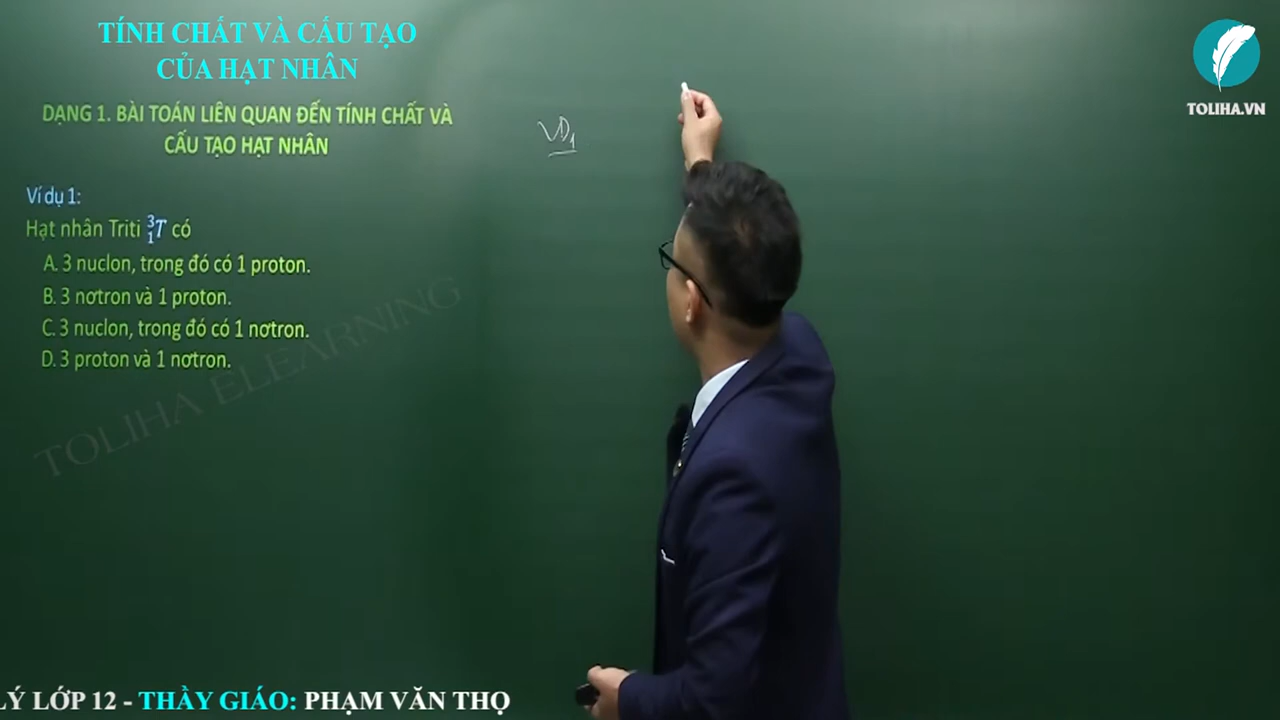 TÍNH CHẤT VÀ CẤU TẠO
CỦA HẠT NHÂN
DẠNG 1. BÀI TOÁN LIÊN QUAN ĐẾN TÍNH CHẤT VÀ
CẤU TẠO HẠT NHÂN
Ví dụ 1:
Hạt nhân Triti ³₁T có
A. 3 nuclon, trong đó có 1 proton.
B. 3 nơtron và 1 proton.
C. 3 nuclon, trong đó có 1 nơtron.
D. 3 proton và 1 nơtron.
TOLIHA ELEARNING
VD1
TOLIHA.VN
LÝ LỚP 12 - THẦY GIÁO: PHẠM VĂN THỌ